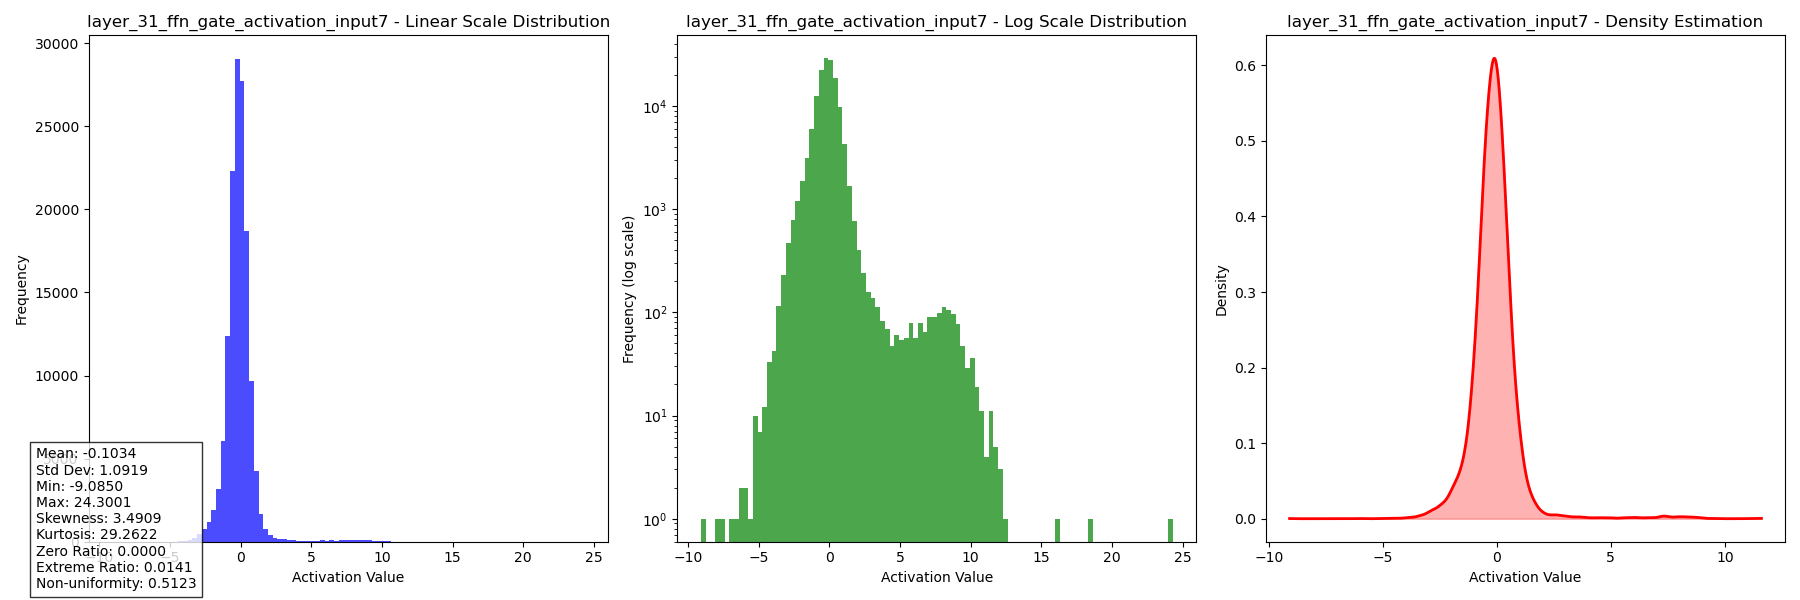 layer_31_ffn_gate_activation_input7 - Linear Scale Distribution
30000
25000
20000
15000
10000
5000
0
Frequency
-10
−5
0
5
10
15
20
25
Activation Value
Mean: -0.1034
Std Dev: 1.0919
Min: -9.0850
Max: 24.3001
Skewness: 3.4909
Kurtosis: 29.2622
Zero Ratio: 0.0000
Extreme Ratio: 0.0141
Non-uniformity: 0.5123
layer_31_ffn_gate_activation_input7 - Log Scale Distribution
10⁴
10³
10²
10¹
10⁰
Frequency (log scale)
−10
−5
0
5
10
15
20
25
Activation Value
layer_31_ffn_gate_activation_input7 - Density Estimation
0.6
0.5
0.4
0.3
0.2
0.1
0.0
Density
−10
−5
0
5
10
Activation Value